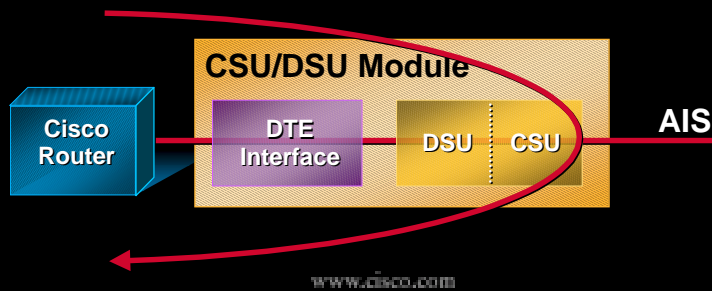 CSU/DSU Module
Cisco
Router
DTE
Interface
DSU
CSU
AIS
www.cisco.com